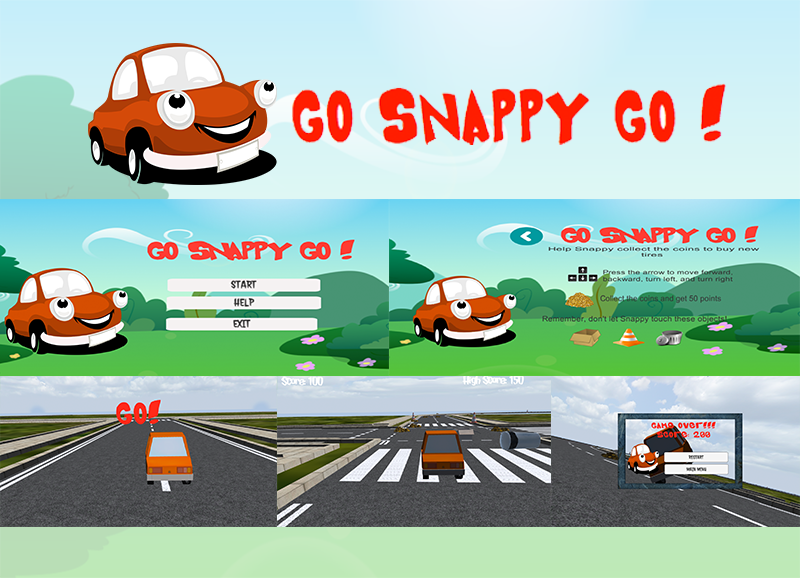 GO SNAPPY GO !
GO SNAPPY GO !
START
HELP
EXIT
GO SNAPPY GO !
Help Snappy collect the coins to buy new
tires
Press the arrow to move forward,
backward, turn left, and turn right
Collect the coins and get 50 points
Remember, don't let Snappy touch these objects!
GO!
Score: 100
High Score: 150
Game Over!!!
Score: 200
RESTART
MAIN MENU